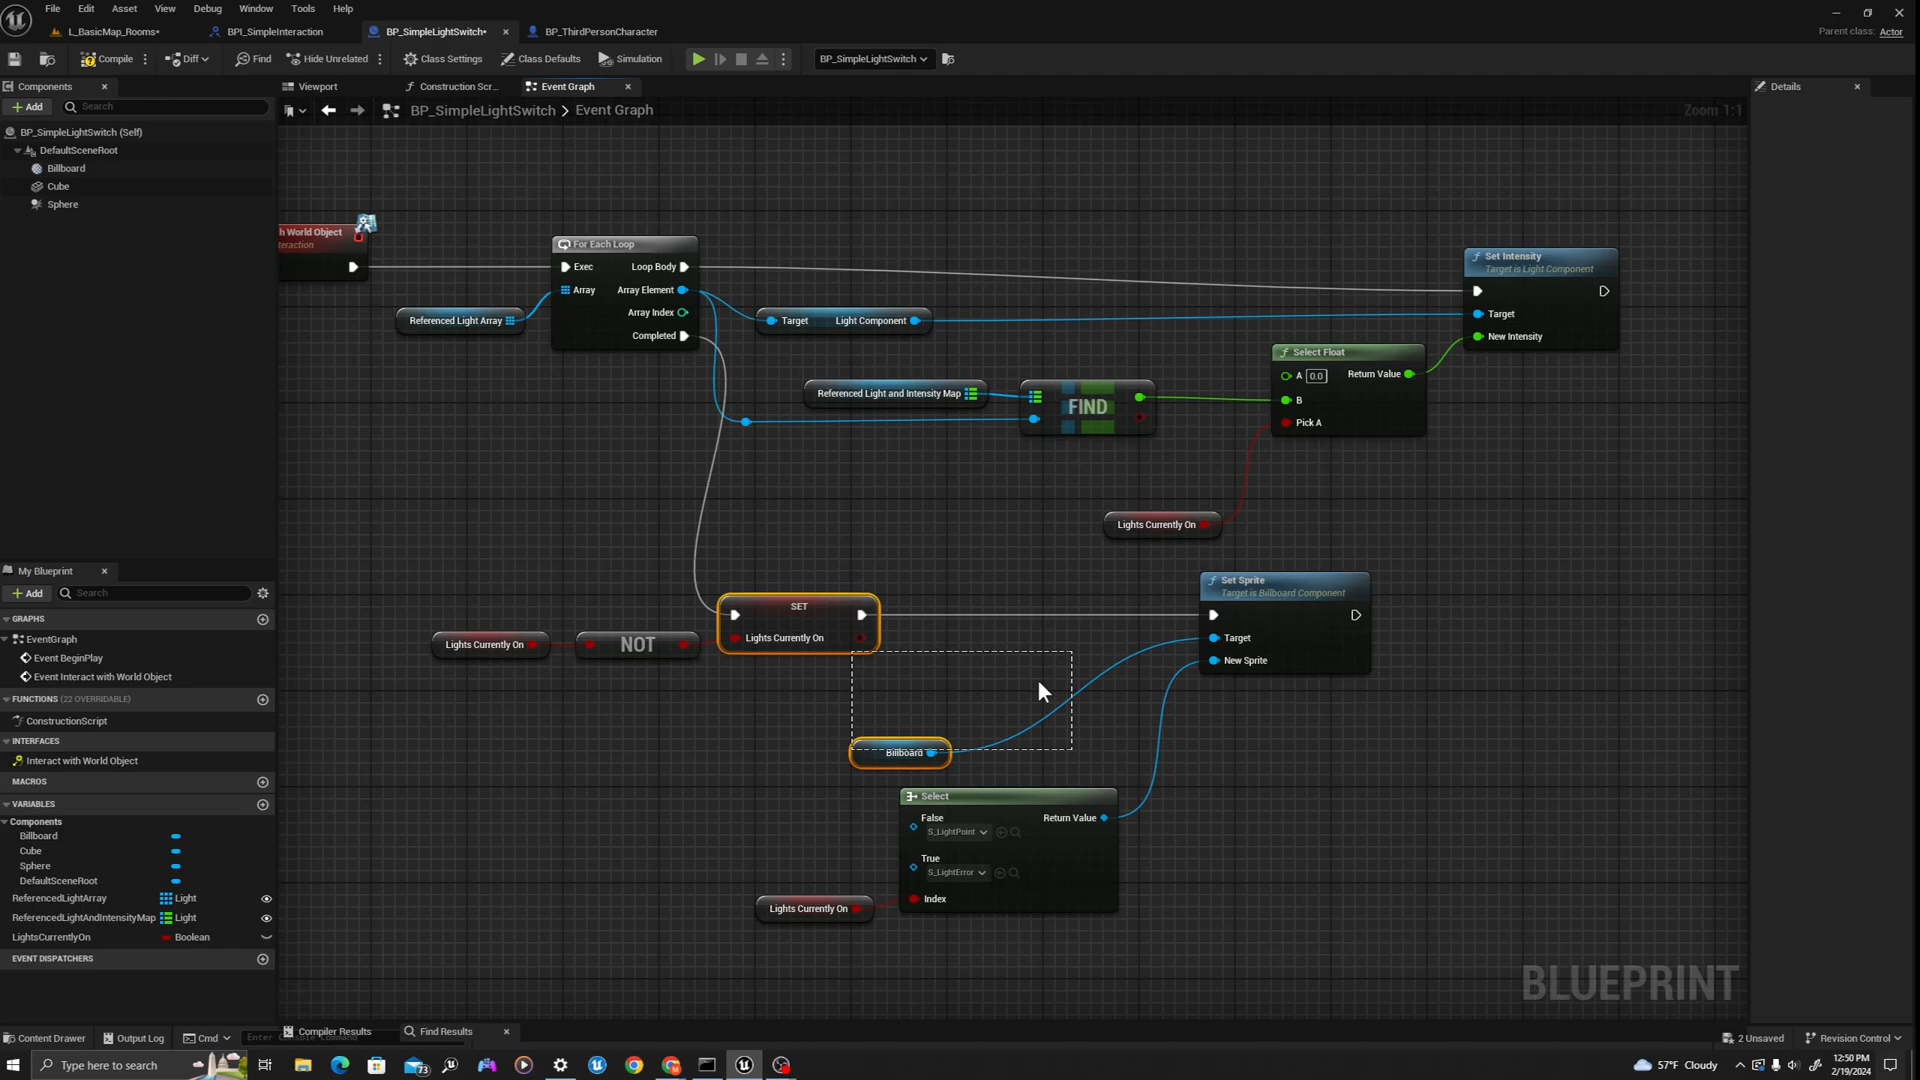 File Edit Asset View Debug Window Tools Help
L_BasicMap_Rooms*
BPI_SimpleInteraction
BP_SimpleLightSwitch*
BP_ThirdPersonCharacter
Parent class: Actor
Compile
Diff
Find
Hide Unrelated
Class Settings
Class Defaults
Simulation
BP_SimpleLightSwitch
Components
Viewport
Construction Scr...
Event Graph
Details
Add
Search
BP_SimpleLightSwitch > Event Graph
Zoom 1:1
BP_SimpleLightSwitch (Self)
DefaultSceneRoot
Billboard
Cube
Sphere
h World Object
teraction
For Each Loop
Exec Loop Body
Array Array Element
Array Index
Completed
Referenced Light Array
Target Light Component
Set Intensity
Target is Light Component
Target
New Intensity
Select Float
A 0.0 Return Value
B
Pick A
Referenced Light and Intensity Map
FIND
Lights Currently On
Set Sprite
Target is Billboard Component
Target
New Sprite
SET
Lights Currently On
Lights Currently On
NOT
Billboard
Select
False Return Value
S_LightPoint
True
S_LightError
Index
Lights Currently On
My Blueprint
Add
Search
GRAPHS
EventGraph
Event BeginPlay
Event Interact with World Object
FUNCTIONS (22 OVERRIDABLE)
ConstructionScript
INTERFACES
Interact with World Object
MACROS
VARIABLES
Components
Billboard
Cube
Sphere
DefaultSceneRoot
ReferencedLightArray Light
ReferencedLightAndIntensityMap Light
LightsCurrentlyOn Boolean
EVENT DISPATCHERS
BLUEPRINT
Compiler Results
Find Results
Content Drawer
Output Log
Cmd
Enter Console Command
2 Unsaved
Revision Control
Type here to search
73
57°F Cloudy
12:50 PM
2/19/2024